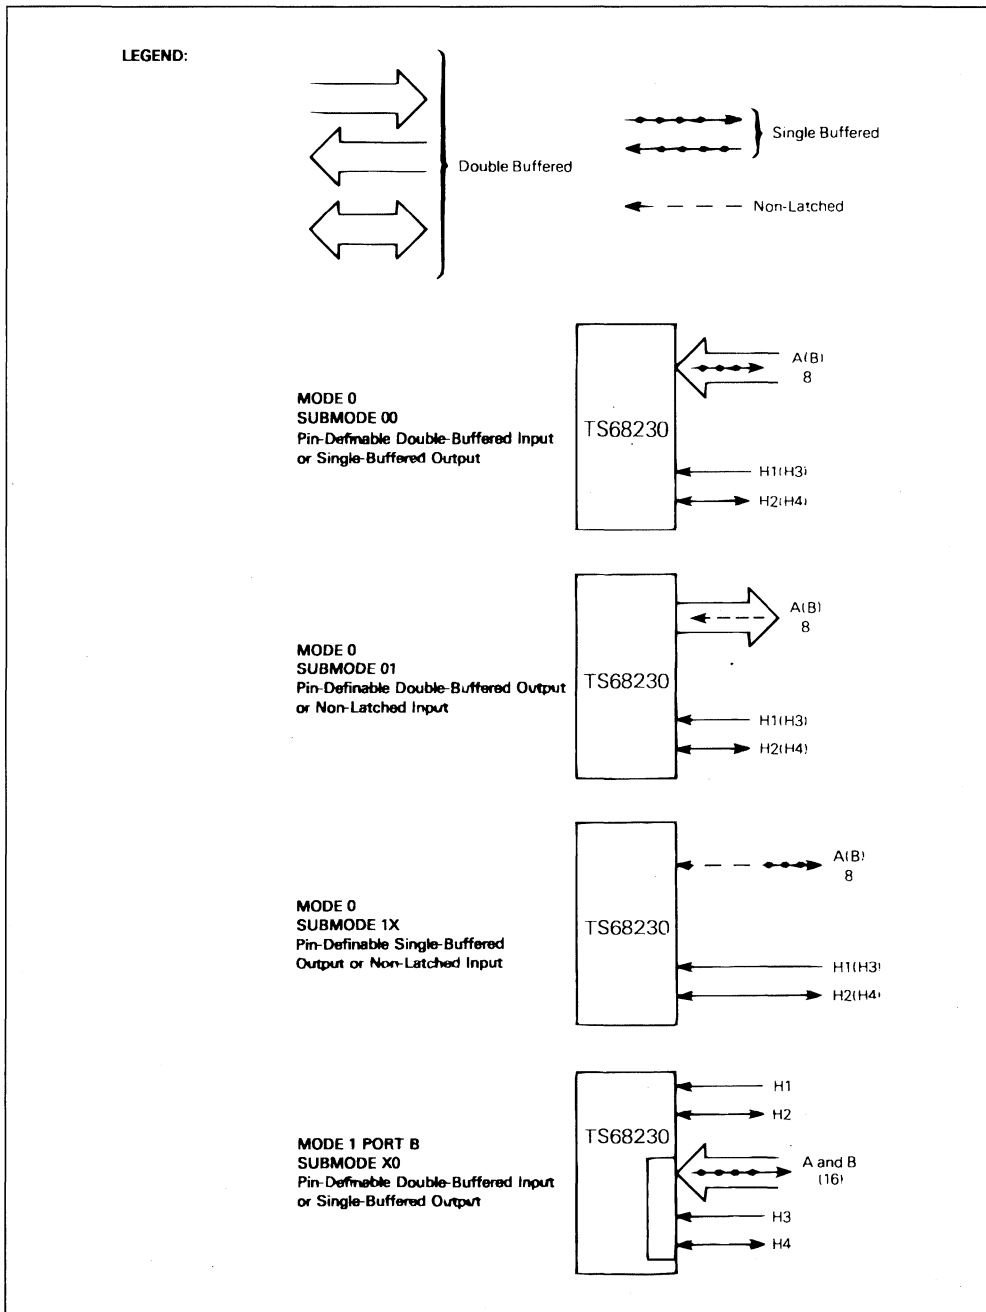 LEGEND:
Double Buffered
Single Buffered
Non-Latched
MODE 0
SUBMODE 00
Pin-Definable Double-Buffered Input
or Single-Buffered Output
TS68230
A(B)
8
H1(H3)
H2(H4)
MODE 0
SUBMODE 01
Pin-Definable Double-Buffered Output
or Non-Latched Input
TS68230
A(B)
8
H1(H3)
H2(H4)
MODE 0
SUBMODE 1X
Pin-Definable Single-Buffered
Output or Non-Latched Input
TS68230
A(B)
8
H1(H3)
H2(H4)
MODE 1 PORT B
SUBMODE X0
Pin-Definable Double-Buffered Input
or Single-Buffered Output
TS68230
H1
H2
A and B
(16)
H3
H4